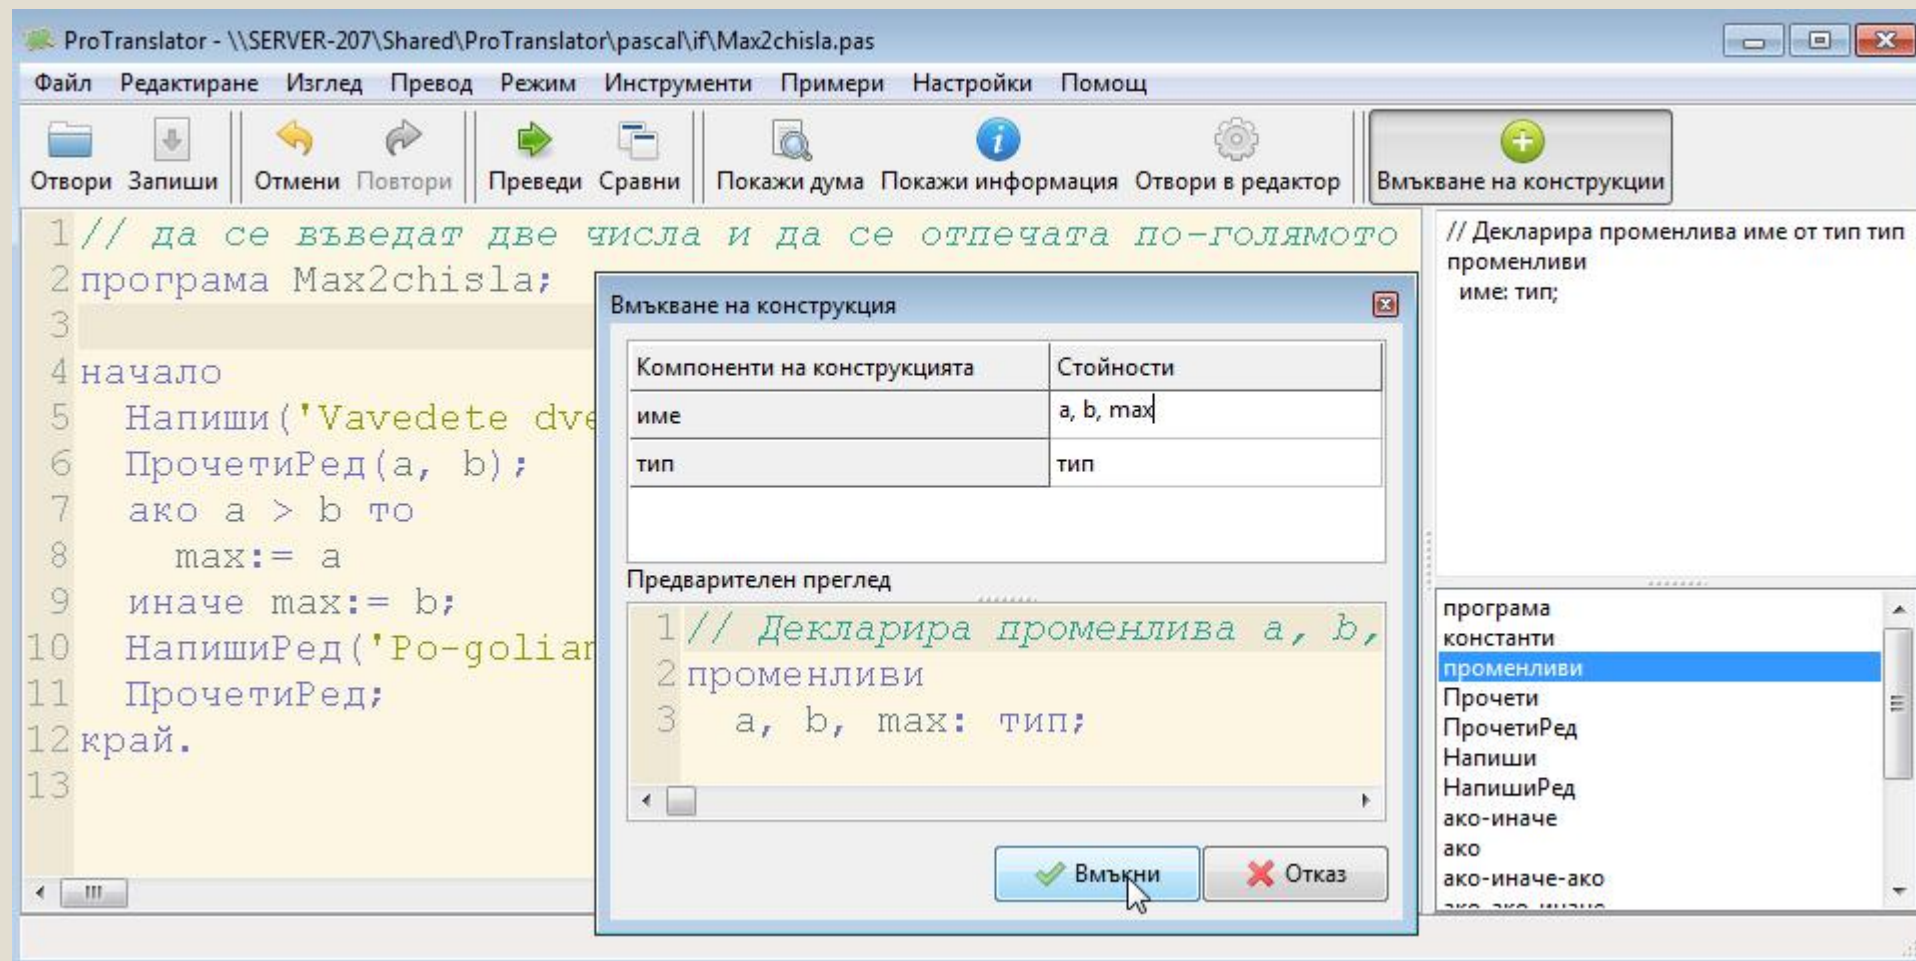 ProTranslator - \\SERVER-207\Shared\ProTranslator\pascal\if\Max2chisla.pas
Файл Редактиране Изглед Превод Режим Инструменти Примери Настройки Помощ
Отвори Запиши Отмени Повтори Преведи Сравни Покажи дума Покажи информация Отвори в редактор Вмъкване на конструкции
1 // да се въведат две числа и да се отпечата по-голямото
2 програма Max2chisla;
3
4 начало
5 Напиши('Vavedete dve
6 ПрочетиРед(a, b);
7 ако a > b то
8 max:= a
9 иначе max:= b;
10 НапишиРед('Po-golia
11 ПрочетиРед;
12 край.
13
Вмъкване на конструкция
Компоненти на конструкцията Стойности
име a, b, max
тип тип
Предварителен преглед
1 // Декларира променлива a, b,
2 променливи
3 a, b, max: тип;
Вмъкни Отказ
// Декларира променлива име от тип тип
променливи
име: тип;
програма
константи
променливи
Прочети
ПрочетиРед
Напиши
НапишиРед
ако-иначе
ако
ако-иначе-ако